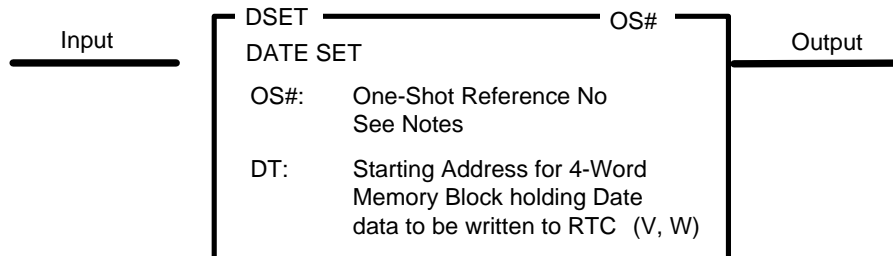 DSET OS#
Input
Output
DATE SET
OS#: One-Shot Reference No
See Notes
DT: Starting Address for 4-Word
Memory Block holding Date
data to be written to RTC (V, W)